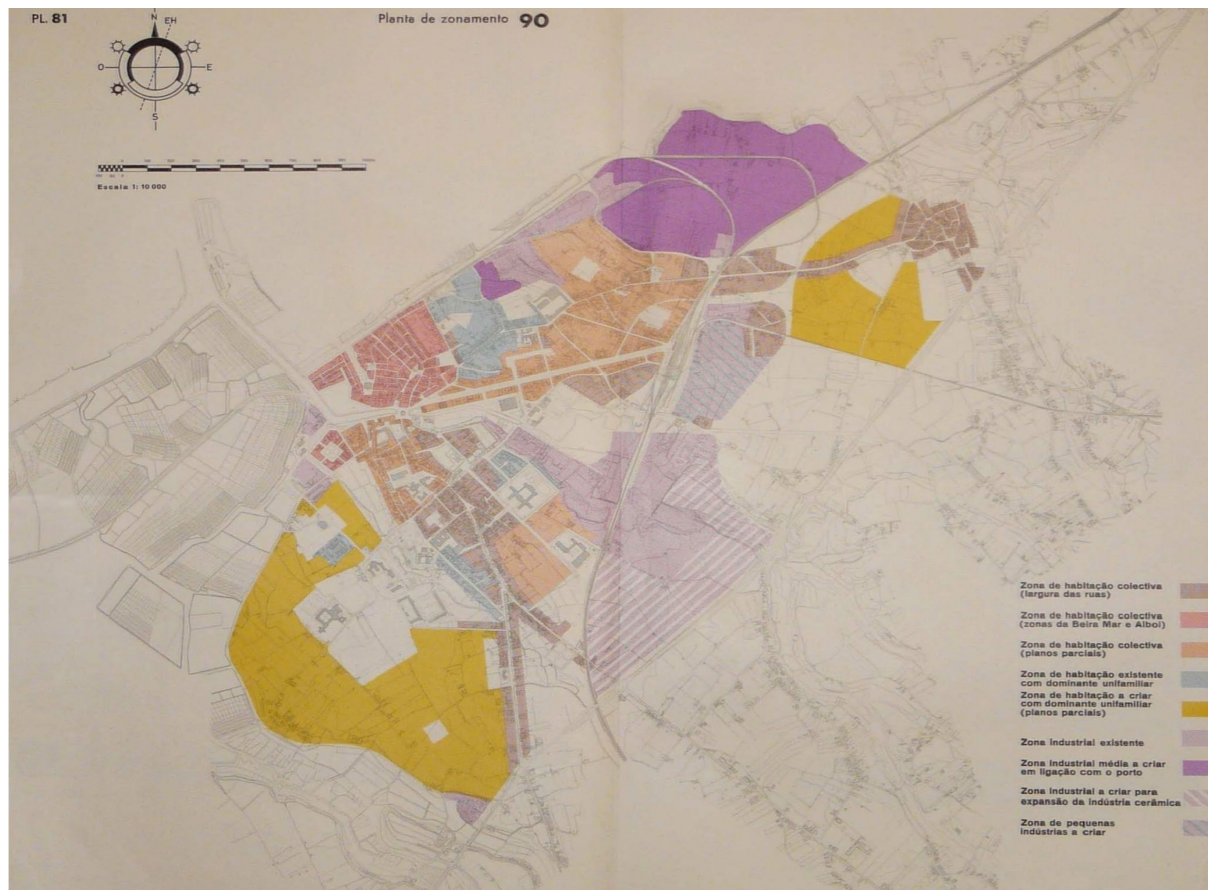 PL. 81
Planta de zonamento 90
N EH
O E
S
Escala 1: 10 000
Zona de habitação colectiva
(largura das ruas)
Zona de habitação colectiva
(zonas da Beira Mar e Alboi)
Zona de habitação colectiva
(planos parciais)
Zona de habitação existente
com dominante unifamiliar
Zona de habitação a criar
com dominante unifamiliar
(planos parciais)
Zona industrial existente
Zona industrial média a criar
em ligação com o porto
Zona industrial a criar para
expansão da indústria cerâmica
Zona de pequenas
indústrias a criar